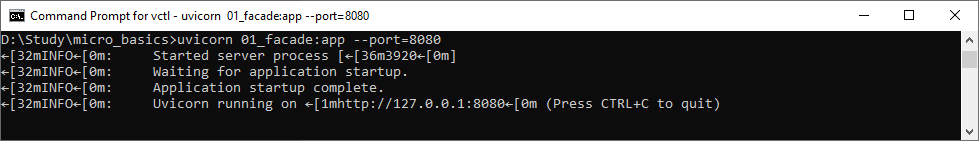 Command Prompt for vctl - uvicorn  01_facade:app --port=8080
D:\Study\micro_basics>uvicorn 01_facade:app --port=8080
←[32mINFO←[0m:     Started server process [←[36m3920←[0m]
←[32mINFO←[0m:     Waiting for application startup.
←[32mINFO←[0m:     Application startup complete.
←[32mINFO←[0m:     Uvicorn running on ←[1mhttp://127.0.0.1:8080←[0m (Press CTRL+C to quit)